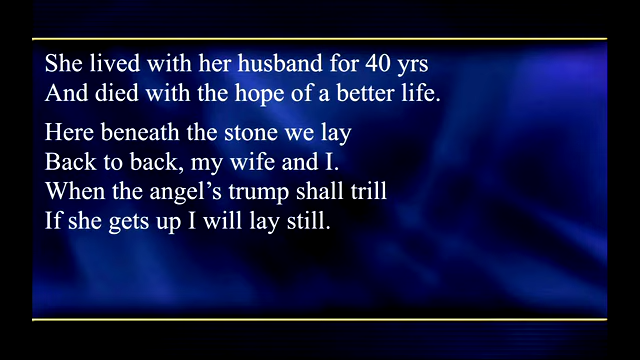 She lived with her husband for 40 yrs
And died with the hope of a better life.
Here beneath the stone we lay
Back to back, my wife and I.
When the angel’s trump shall trill
If she gets up I will lay still.